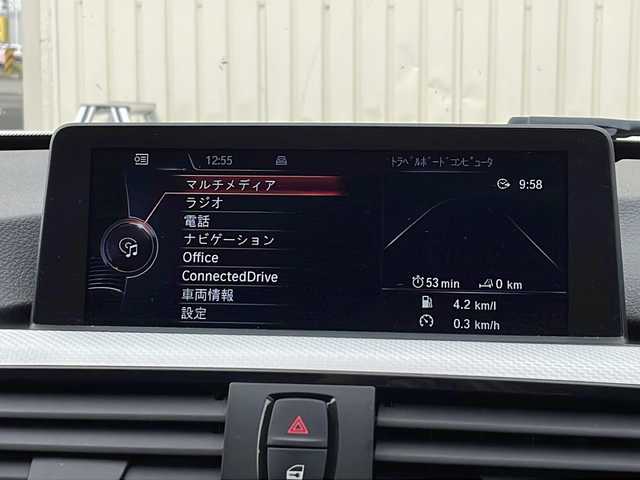 12:55
トラベルボードコンピュータ
マルチメディア
ラジオ
電話
ナビゲーション
Office
ConnectedDrive
車両情報
設定
9:58
53 min 0 km
4.2 km/l
0.3 km/h